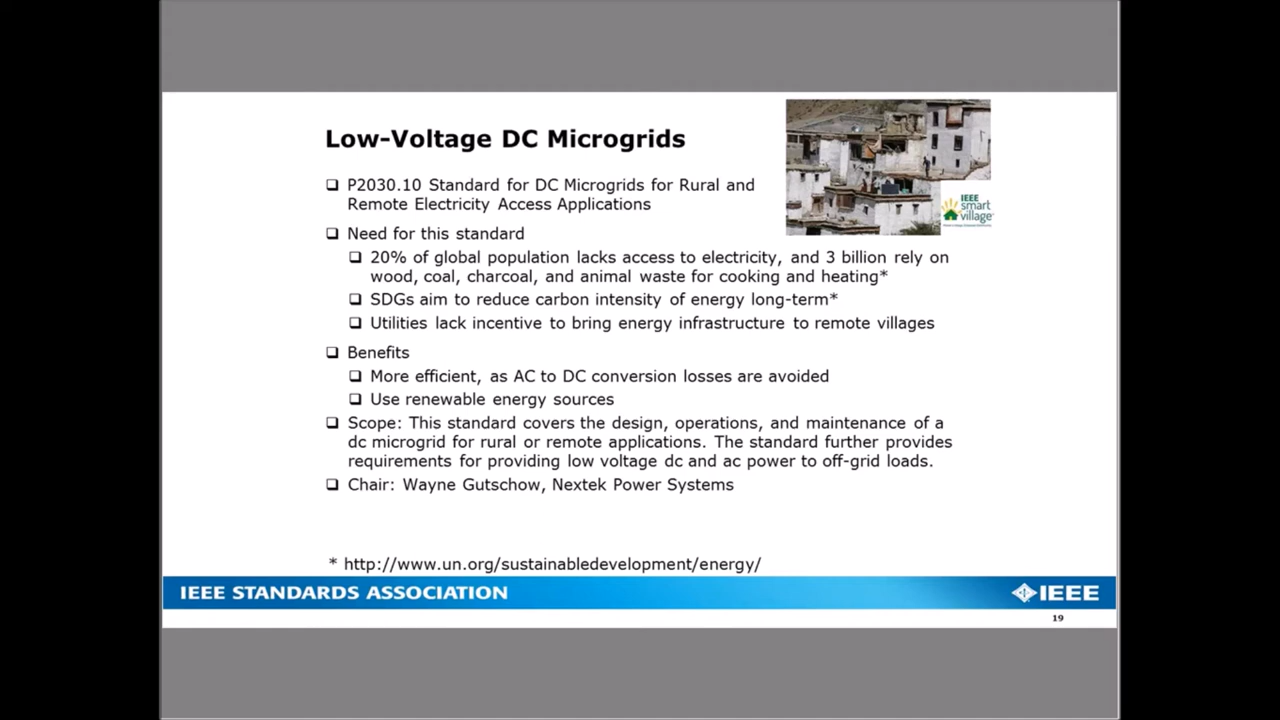 Low-Voltage DC Microgrids
❑ P2030.10 Standard for DC Microgrids for Rural and
Remote Electricity Access Applications
IEEE
smart
village
❑ Need for this standard
❑ 20% of global population lacks access to electricity, and 3 billion rely on
wood, coal, charcoal, and animal waste for cooking and heating*
❑ SDGs aim to reduce carbon intensity of energy long-term*
❑ Utilities lack incentive to bring energy infrastructure to remote villages
❑ Benefits
❑ More efficient, as AC to DC conversion losses are avoided
❑ Use renewable energy sources
❑ Scope: This standard covers the design, operations, and maintenance of a
dc microgrid for rural or remote applications. The standard further provides
requirements for providing low voltage dc and ac power to off-grid loads.
❑ Chair: Wayne Gutschow, Nextek Power Systems
* http://www.un.org/sustainabledevelopment/energy/
IEEE STANDARDS ASSOCIATION
IEEE
19